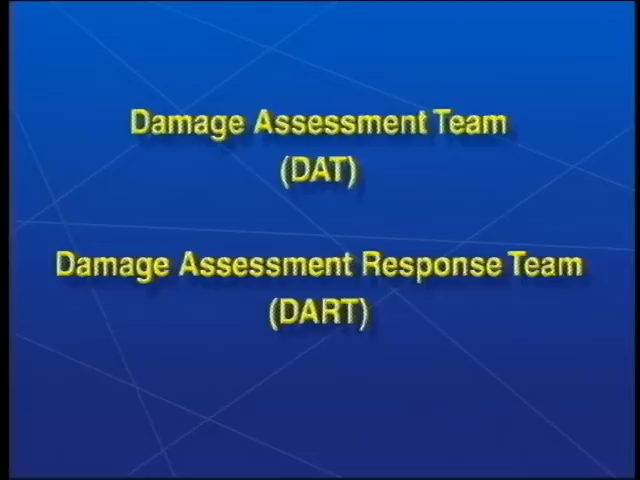 Damage Assessment Team
(DAT)
Damage Assessment Response Team
(DART)